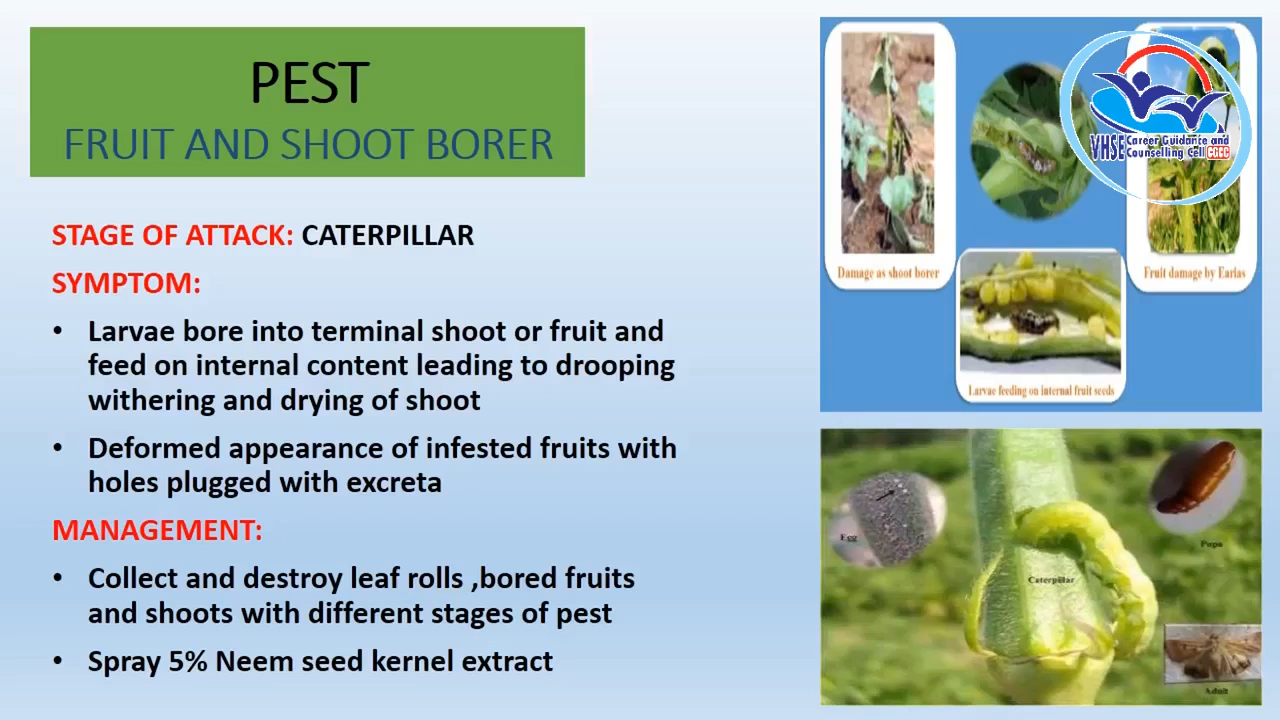 PEST
FRUIT AND SHOOT BORER
STAGE OF ATTACK: CATERPILLAR
SYMPTOM:
• Larvae bore into terminal shoot or fruit and
feed on internal content leading to drooping
withering and drying of shoot
• Deformed appearance of infested fruits with
holes plugged with excreta
MANAGEMENT:
• Collect and destroy leaf rolls ,bored fruits
and shoots with different stages of pest
• Spray 5% Neem seed kernel extract
VHSE Career Guidance and
Counselling Cell CGCC
Damage as shoot borer
Fruit damage by Earias
Larvae feeding on internal fruit seeds
Egg
Pupa
Caterpillar
Adult